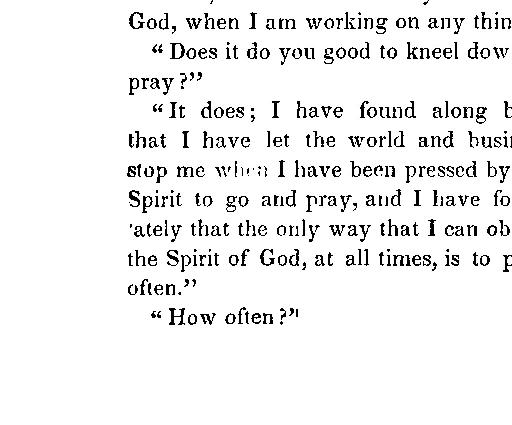 God, when I am working on any thin
“ Does it do you good to kneel dow
pray?”
“It does; I have found along b
that I have let the world and busi
stop me when I have been pressed by
Spirit to go and pray, and I have fo
'ately that the only way that I can ob
the Spirit of God, at all times, is to p
often.”
“ How often?”